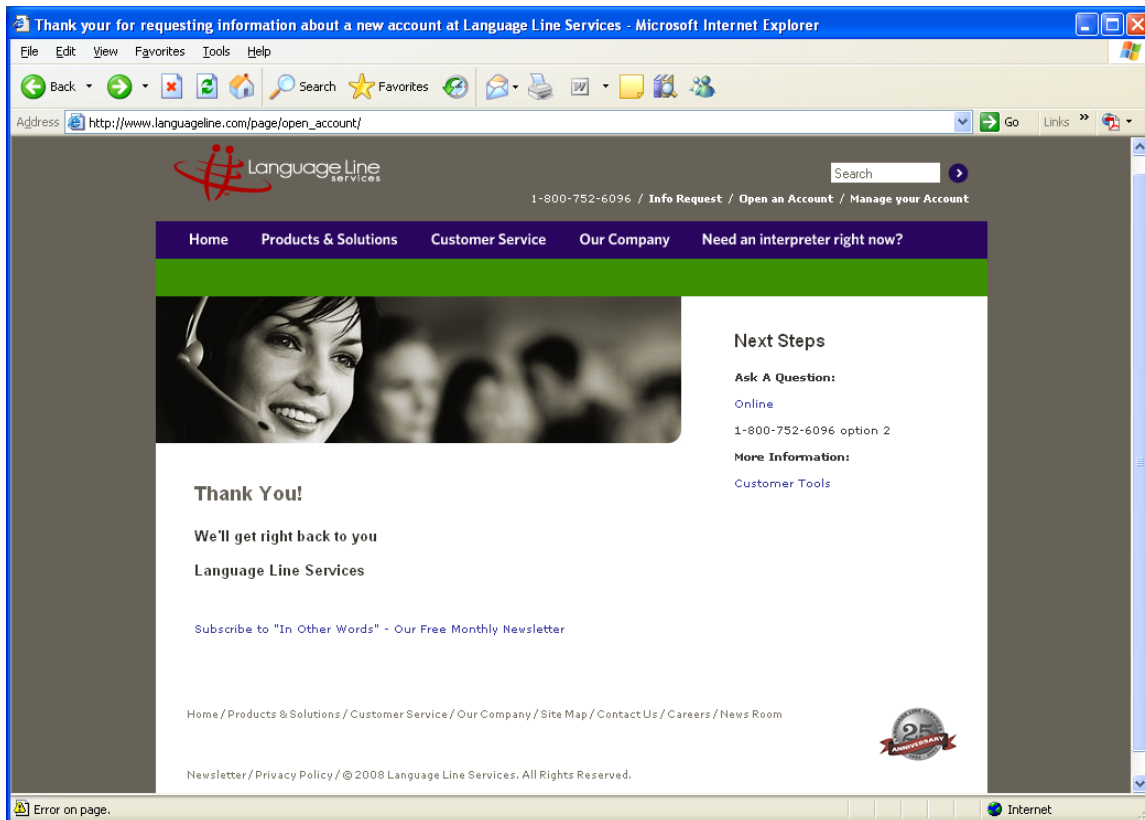 Thank your for requesting information about a new account at Language Line Services - Microsoft Internet Explorer
File Edit View Favorites Tools Help
Back Search Favorites
Address http://www.languageline.com/page/open_account/ Go Links »
Language Line
services
Search
1-800-752-6096 / Info Request / Open an Account / Manage your Account
Home Products & Solutions Customer Service Our Company Need an interpreter right now?
Next Steps
Ask A Question:
Online
1-800-752-6096 option 2
More Information:
Customer Tools
Thank You!
We'll get right back to you
Language Line Services
Subscribe to "In Other Words" - Our Free Monthly Newsletter
Home / Products & Solutions / Customer Service / Our Company / Site Map / Contact Us / Careers / News Room
25
ANNIVERSARY
Newsletter / Privacy Policy / © 2008 Language Line Services. All Rights Reserved.
Error on page. Internet